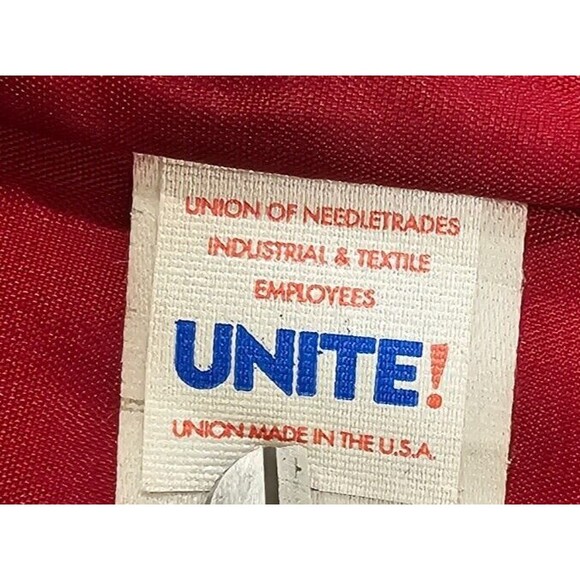 UNION OF NEEDLETRADES
INDUSTRIAL & TEXTILE
EMPLOYEES
UNITE!
UNION MADE IN THE U.S.A.